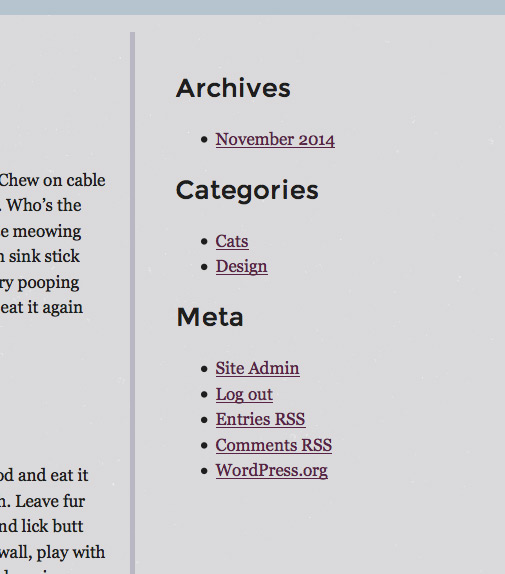 Chew on cable
. Who's the
e meowing
sink stick
ry pooping
eat it again
od and eat it
n. Leave fur
nd lick butt
wall, play with
Archives
November 2014
Categories
Cats
Design
Meta
Site Admin
Log out
Entries RSS
Comments RSS
WordPress.org